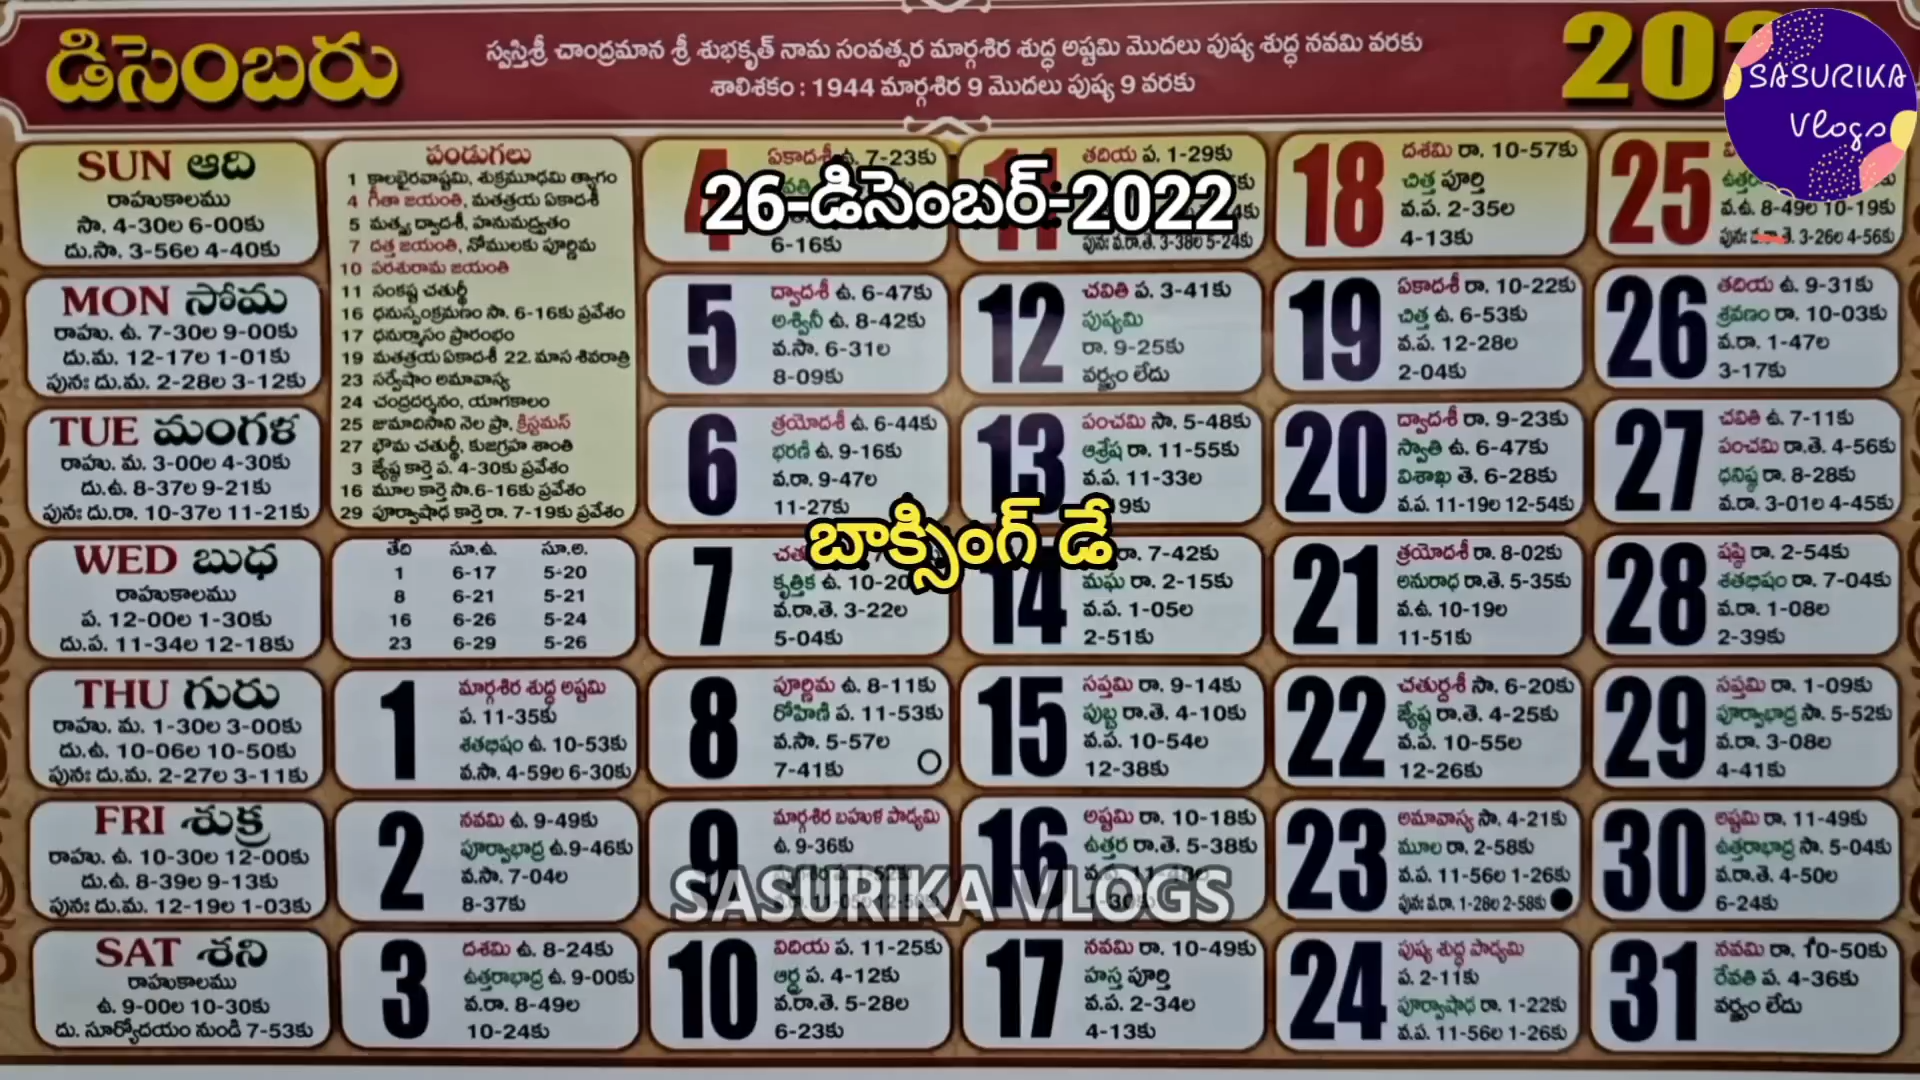 డిసెంబరు
స్వస్తిశ్రీ చాంద్రమాన శ్రీ శుభకృత్ నామ సంవత్సర మార్గశిర శుద్ధ అష్టమి మొదలు పుష్య శుద్ధ నవమి వరకు
శాలిశకం : 1944 మార్గశిర 9 మొదలు పుష్య 9 వరకు
SASURIKA
Vlogs
26-డిసెంబర్-2022
బాక్సింగ్ డే
SASURIKA VLOGS
SUN ఆది
రాహుకాలము
సా. 4-30ల 6-00కు
దు.సా. 3-56ల 4-40కు
పండుగలు
1 కాలభైరవాష్టమి, శుక్రమూఢమి త్యాగం
4 గీతా జయంతి, మతత్రయ ఏకాదశీ
5 మత్స్య ద్వాదశీ, హనుమద్వ్రతం
7 దత్త జయంతి, నోములకు పూర్ణిమ
10 పరశురామ జయంతి
11 సంకష్ట చతుర్థీ
16 ధనుస్సంక్రమణం సా. 6-16కు ప్రవేశం
17 ధనుర్మాసం ప్రారంభం
19 మతత్రయ ఏకాదశీ 22. మాస శివరాత్రి
23 సర్వేషాం అమావాస్య
24 చంద్రదర్శనం, యాగకాలం
25 జుమాదిసాని నెల ప్రా, క్రిస్టమస్
27 భౌమ చతుర్థీ, కుజగ్రహ శాంతి
3 జ్యేష్ఠ కార్తె ప. 4-30కు ప్రవేశం
16 మూల కార్తె సా.6-16కు ప్రవేశం
29 పూర్వాషాఢ కార్తె రా. 7-19కు ప్రవేశం
4 ఏకాదశీ ఉ. 7-23కు
6-16కు
11 తదియ ప. 1-29కు
పునః వ.రా.తె. 3-38ల 5-24కు
18 దశమి రా. 10-57కు
చిత్త పూర్తి
వ.ప. 2-35ల
4-13కు
25
వ.ఉ. 8-49ల 10-19కు
పునః తె. 3-26ల 4-56కు
MON సోమ
రాహు. ఉ. 7-30ల 9-00కు
దు.మ. 12-17ల 1-01కు
పునః దు.మ. 2-28ల 3-12కు
5 ద్వాదశీ ఉ. 6-47కు
అశ్విని ఉ. 8-42కు
వ.సా. 6-31ల
8-09కు
12 చవితి ప. 3-41కు
పుష్యమి
రా. 9-25కు
వర్జ్యం లేదు
19 ఏకాదశీ రా. 10-22కు
చిత్త ఉ. 6-53కు
వ.ప. 12-28ల
2-04కు
26 తదియ ఉ. 9-31కు
శ్రవణం రా. 10-03కు
వ.రా. 1-47ల
3-17కు
TUE మంగళ
రాహు. మ. 3-00ల 4-30కు
దు.ఉ. 8-37ల 9-21కు
పునః దు.రా. 10-37ల 11-21కు
6 త్రయోదశీ ఉ. 6-44కు
భరణి ఉ. 9-16కు
వ.రా. 9-47ల
11-27కు
13 పంచమి సా. 5-48కు
ఆశ్రేష రా. 11-55కు
వ.ప. 11-33ల
9కు
20 ద్వాదశీ రా. 9-23కు
స్వాతి ఉ. 6-47కు
విశాఖ తె. 6-28కు
వ.ప. 11-19ల 12-54కు
27 చవితి ఉ. 7-11కు
పంచమి రా.తె. 4-56కు
ధనిష్ఠ రా. 8-28కు
వ.రా. 3-01ల 4-45కు
WED బుధ
రాహుకాలము
ప. 12-00ల 1-30కు
దు.ప. 11-34ల 12-18కు
తేది సూ.ఉ. సూ.అ.
1 6-17 5-20
8 6-21 5-21
16 6-26 5-24
23 6-29 5-26
7
కృత్తిక ఉ. 10-20
వ.రా.తె. 3-22ల
5-04కు
14 రా. 7-42కు
మఘ రా. 2-15కు
వ.ప. 1-05ల
2-51కు
21 త్రయోదశీ రా. 8-02కు
అనురాధ రా.తె. 5-35కు
వ.ఉ. 10-19ల
11-51కు
28 షష్ఠి రా. 2-54కు
శతభిషం రా. 7-04కు
వ.రా. 1-08ల
2-39కు
THU గురు
రాహు. మ. 1-30ల 3-00కు
దు.ఉ. 10-06ల 10-50కు
పునః దు.మ. 2-27ల 3-11కు
1 మార్గశిర శుద్ధ అష్టమి
ప. 11-35కు
శతభిషం ఉ. 10-53కు
వ.సా. 4-59ల 6-30కు
8 పూర్ణిమ ఉ. 8-11కు
రోహిణి ప. 11-53కు
వ.సా. 5-57ల
7-41కు
15 సప్తమి రా. 9-14కు
పుబ్బ రా.తె. 4-10కు
వ.ప. 10-54ల
12-38కు
22 చతుర్దశీ సా. 6-20కు
జ్యేష్ఠ రా.తె. 4-25కు
వ.ప. 10-55ల
12-26కు
29 సప్తమి రా. 1-09కు
పూర్వాభాద్ర సా. 5-52కు
వ.రా. 3-08ల
4-41కు
FRI శుక్ర
రాహు. ఉ. 10-30ల 12-00కు
దు.ఉ. 8-39ల 9-13కు
పునః దు.మ. 12-19ల 1-03కు
2 నవమి ఉ. 9-49కు
పూర్వాభాద్ర ఉ.9-46కు
వ.సా. 7-04ల
8-37కు
9 మార్గశిర బహుళ పాడ్యమి
ఉ. 9-36కు
16 అష్టమి రా. 10-18కు
ఉత్తర రా.తె. 5-38కు
23 అమావాస్య సా. 4-21కు
మూల రా. 2-58కు
వ.ప. 11-56ల 1-26కు
పునః వ.రా. 1-28ల 2-58కు
30 అష్టమి రా. 11-49కు
ఉత్తరాభాద్ర సా. 5-04కు
వ.రా.తె. 4-50ల
6-24కు
SAT శని
రాహుకాలము
ఉ. 9-00ల 10-30కు
దు. సూర్యోదయం నుండి 7-53కు
3 దశమి ఉ. 8-24కు
ఉత్తరాభాద్ర ఉ. 9-00కు
వ.రా. 8-49ల
10-24కు
10 విదియ ప. 11-25కు
ఆర్ద్ర ప. 4-12కు
వ.రా.తె. 5-28ల
6-23కు
17 నవమి రా. 10-49కు
హస్త పూర్తి
వ.ప. 2-34ల
4-13కు
24 పుష్య శుద్ధ పాడ్యమి
ప. 2-11కు
పూర్వాషాఢ రా. 1-22కు
వ.ప. 11-56ల 1-26కు
31 నవమి రా. 10-50కు
రేవతి ప. 4-36కు
వర్జ్యం లేదు